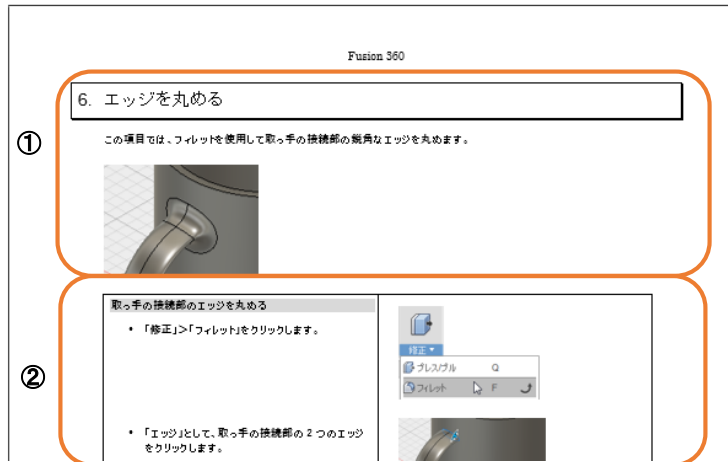 Fusion 360
①
6. エッジを丸める
この項目では、フィレットを使用して取っ手の接続部の鋭角なエッジを丸めます。
②
取っ手の接続部のエッジを丸める
• 「修正」＞「フィレット」をクリックします。
修正 ▼
プレス/プル Q
フィレット F
• 「エッジ」として、取っ手の接続部の 2 つのエッジ
をクリックします。